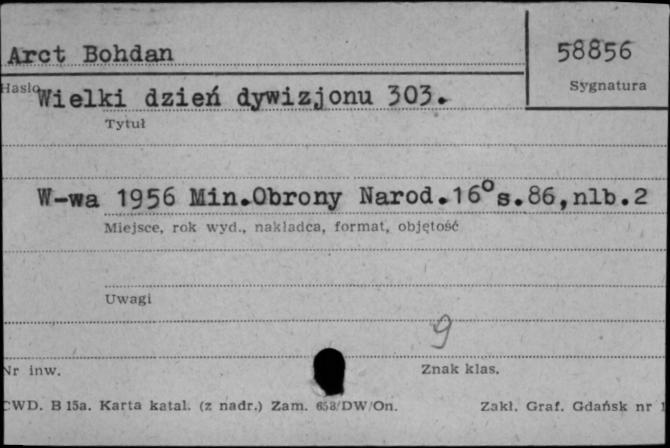 Arct Bohdan
58856
Hasło
Sygnatura
Wielki dzień dywizjonu 303.
Tytuł
W-wa 1956 Min.Obrony Narod.16° s.86,nlb.2
Miejsce, rok wyd., nakładca, format, objętość
Uwagi
9
Nr inw.
Znak klas.
CWD. B 15a. Karta katal. (z nadr.) Zam. /DW/On.
Zakł. Graf. Gdańsk nr 1